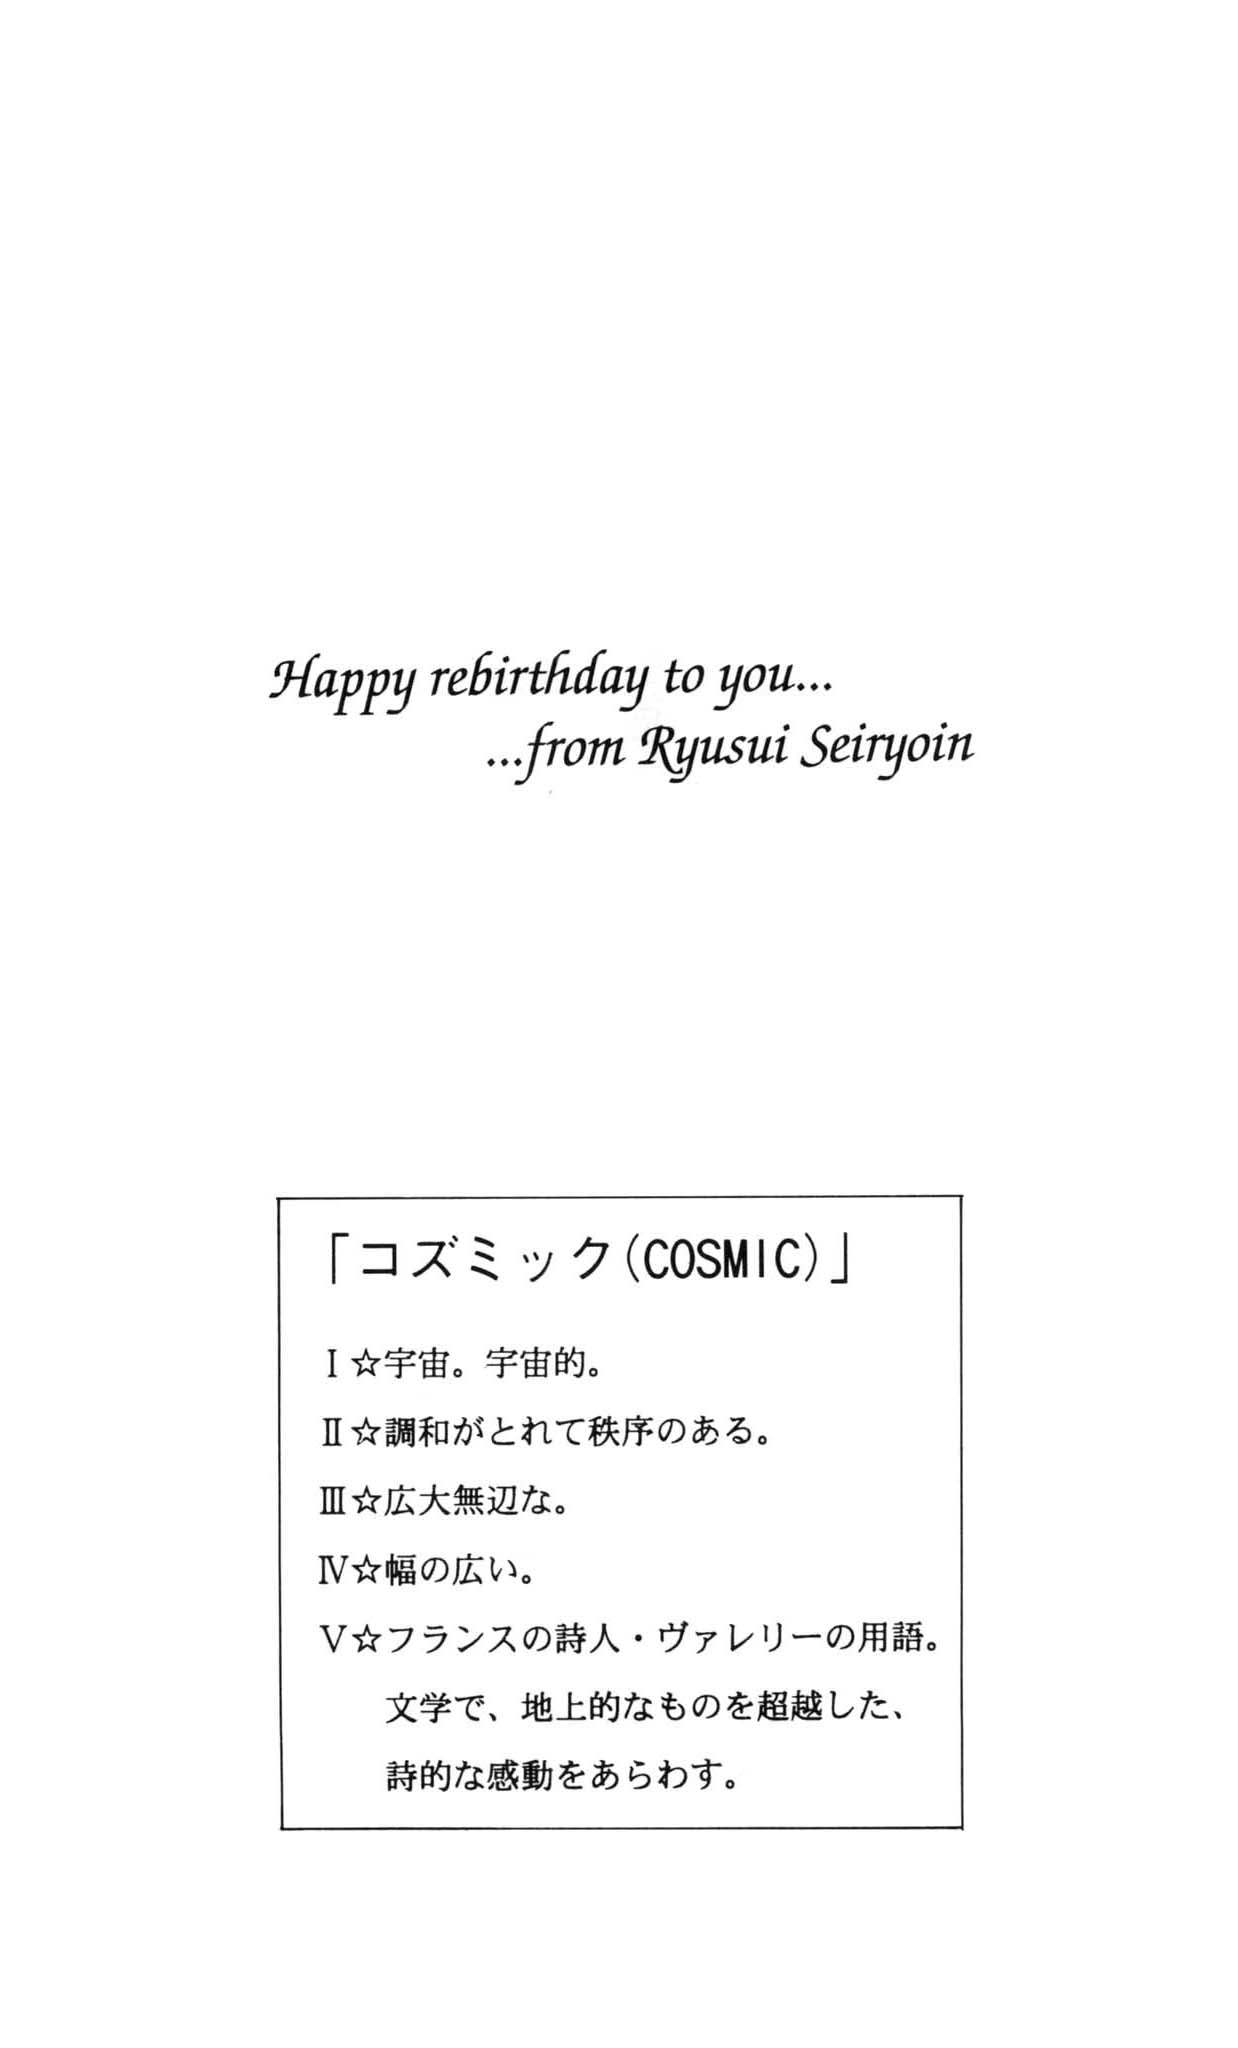 Happy rebirthday to you...
...from Ryusui Seiryoin
「コズミック(COSMIC)」
Ⅰ☆宇宙。宇宙的。
Ⅱ☆調和がとれて秩序のある。
Ⅲ☆広大無辺な。
Ⅳ☆幅の広い。
Ⅴ☆フランスの詩人・ヴァレリーの用語。
文学で、地上的なものを超越した、
詩的な感動をあらわす。